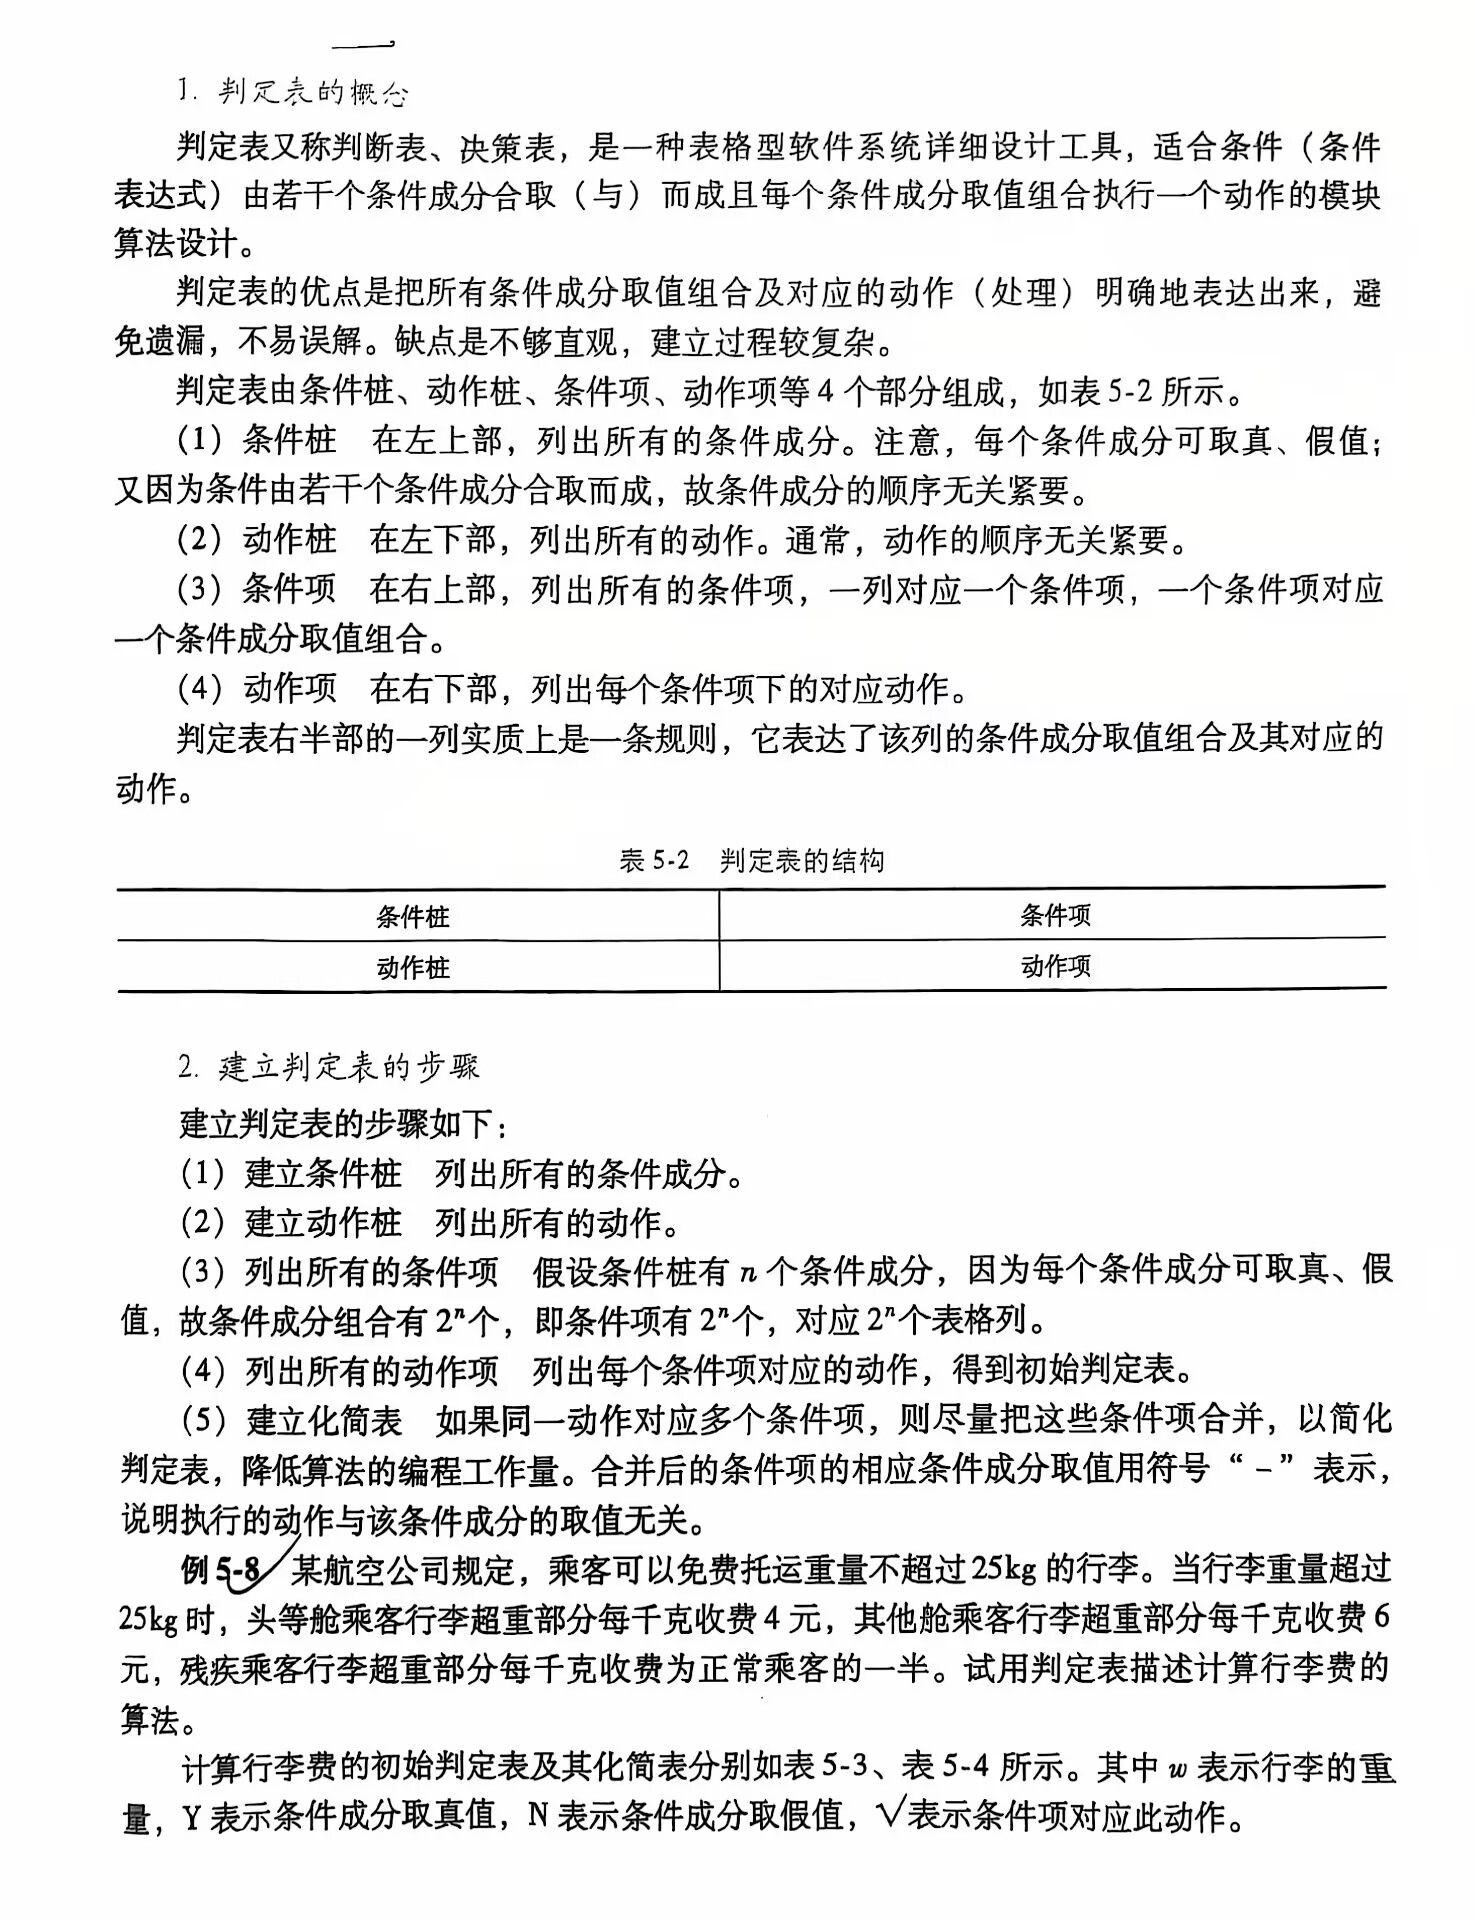 1. 判定表的概念
判定表又称判断表、决策表，是一种表格型软件系统详细设计工具，适合条件（条件
表达式）由若干个条件成分合取（与）而成且每个条件成分取值组合执行一个动作的模块
算法设计。
判定表的优点是把所有条件成分取值组合及对应的动作（处理）明确地表达出来，避
免遗漏，不易误解。缺点是不够直观，建立过程较复杂。
判定表由条件桩、动作桩、条件项、动作项等4个部分组成，如表5-2所示。
（1）条件桩　在左上部，列出所有的条件成分。注意，每个条件成分可取真、假值；
又因为条件由若干个条件成分合取而成，故条件成分的顺序无关紧要。
（2）动作桩　在左下部，列出所有的动作。通常，动作的顺序无关紧要。
（3）条件项　在右上部，列出所有的条件项，一列对应一个条件项，一个条件项对应
一个条件成分取值组合。
（4）动作项　在右下部，列出每个条件项下的对应动作。
判定表右半部的一列实质上是一条规则，它表达了该列的条件成分取值组合及其对应的
动作。
表5-2　判定表的结构
条件桩　条件项
动作桩　动作项
2. 建立判定表的步骤
建立判定表的步骤如下：
（1）建立条件桩　列出所有的条件成分。
（2）建立动作桩　列出所有的动作。
（3）列出所有的条件项　假设条件桩有n个条件成分，因为每个条件成分可取真、假
值，故条件成分组合有2ⁿ个，即条件项有2ⁿ个，对应2ⁿ个表格列。
（4）列出所有的动作项　列出每个条件项对应的动作，得到初始判定表。
（5）建立化简表　如果同一动作对应多个条件项，则尽量把这些条件项合并，以简化
判定表，降低算法的编程工作量。合并后的条件项的相应条件成分取值用符号“－”表示，
说明执行的动作与该条件成分的取值无关。
例5-8　某航空公司规定，乘客可以免费托运重量不超过25kg的行李。当行李重量超过
25kg时，头等舱乘客行李超重部分每千克收费4元，其他舱乘客行李超重部分每千克收费6
元，残疾乘客行李超重部分每千克收费为正常乘客的一半。试用判定表描述计算行李费的
算法。
计算行李费的初始判定表及其化简表分别如表5-3、表5-4所示。其中w表示行李的重
量，Y表示条件成分取真值，N表示条件成分取假值，√表示条件项对应此动作。